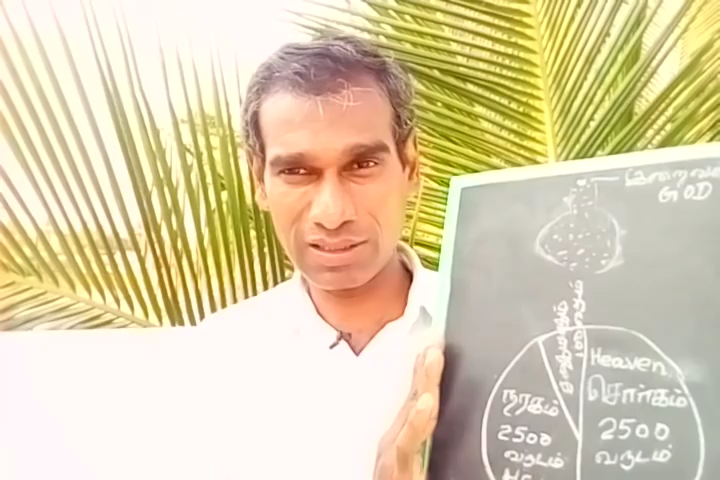 இறைவன்
GOD
Heaven
சொர்கம்
2500
வருடம்
நரகம்
2500
வருடம்